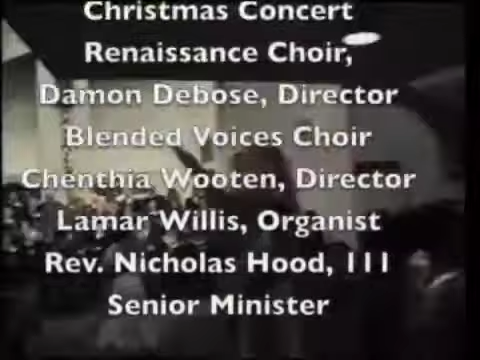 Christmas Concert
Renaissance Choir,
Damon Debose, Director
Blended Voices Choir
Chenthia Wooten, Director
Lamar Willis, Organist
Rev. Nicholas Hood, 111
Senior Minister